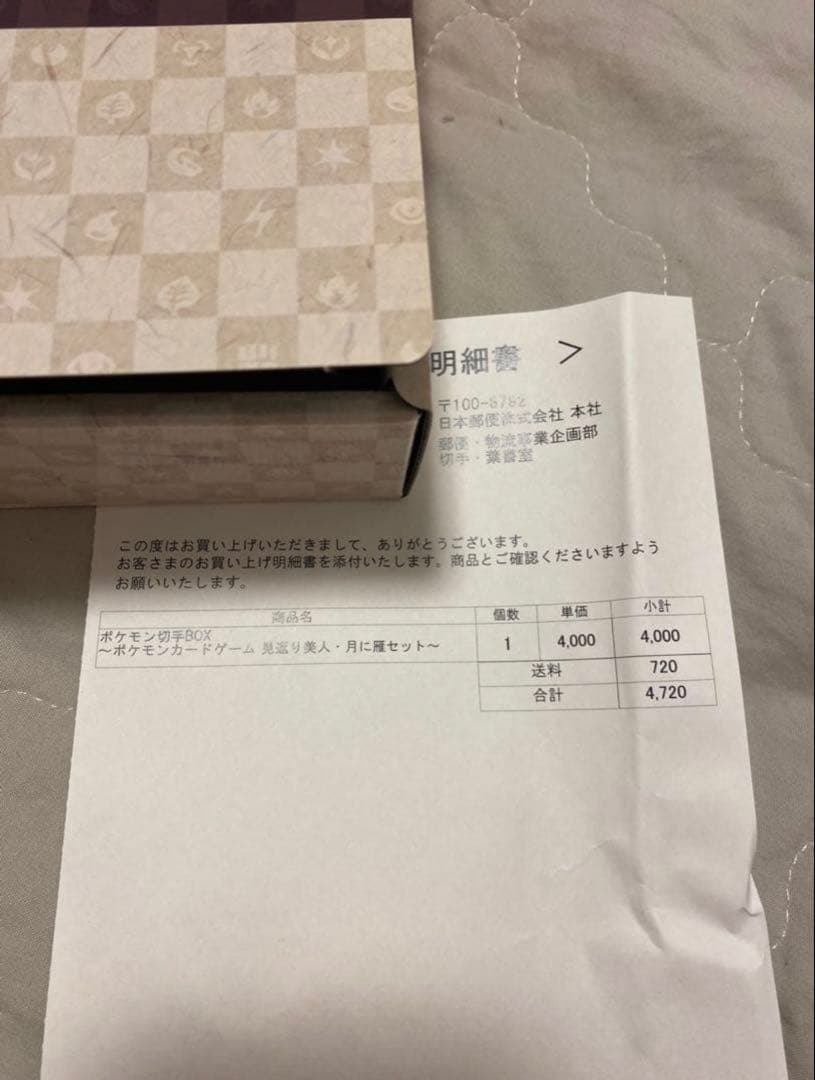 明細書 >
〒100-8792
日本郵便株式会社 本社
郵便・物流事業企画部
切手・葉書室
この度はお買い上げいただきまして、ありがとうございます。
お客さまのお買い上げ明細書を添付いたします。商品とご確認くださいますよう
お願いいたします。
商品名 個数 単価 小計
ポケモン切手BOX
～ポケモンカードゲーム 見返り美人・月に雁セット～ 1 4,000 4,000
送料 720
合計 4,720